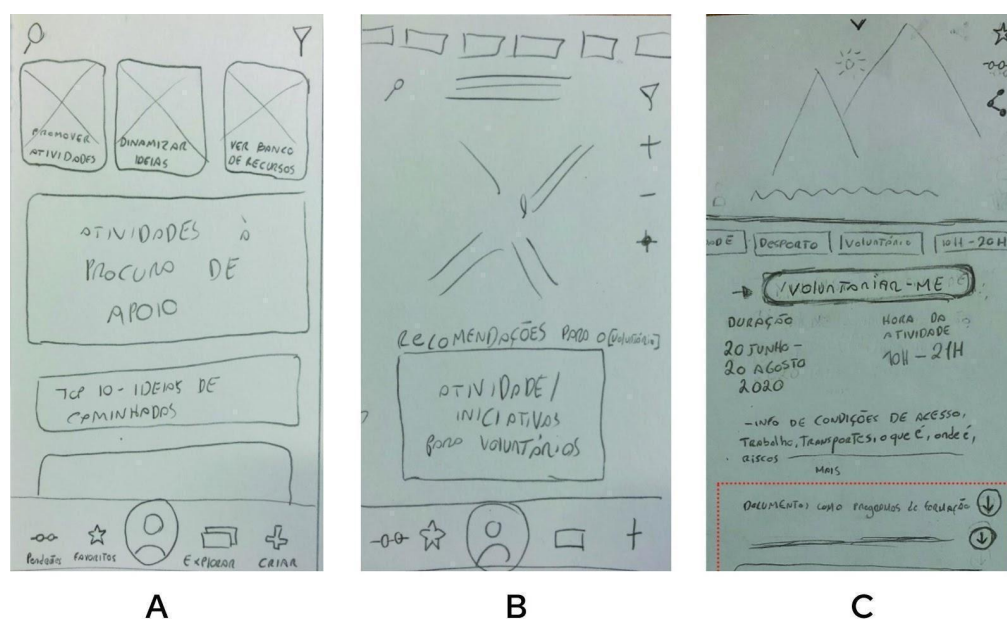 PROMOVER
ATIVIDADES
DINAMIZAR
IDEIAS
VER BANCO
DE RECURSOS
ATIVIDADES à
PROCURA DE
APOIO
TOP 10 - IDEIAS DE
CAMINHADAS
FAVORITOS
EXPLORAR
CRIAR
A
RECOMENDAÇÕES PARA O [Voluntário]
ATIVIDADE/
INICIATIVAS
para VOLUNTÁRIOS
B
DESPORTO
Voluntário
10H - 20H
VOLUNTARIAR-ME
DURAÇÃO
20 JUNHO -
20 AGOSTO
2020
HORA DA
ATIVIDADE
10H - 21H
- INFO DE CONDIÇÕES DE ACESSO,
Trabalho, Transportes, o que é, onde é,
riscos
MAIS
DOCUMENTOS como programas de formação
C